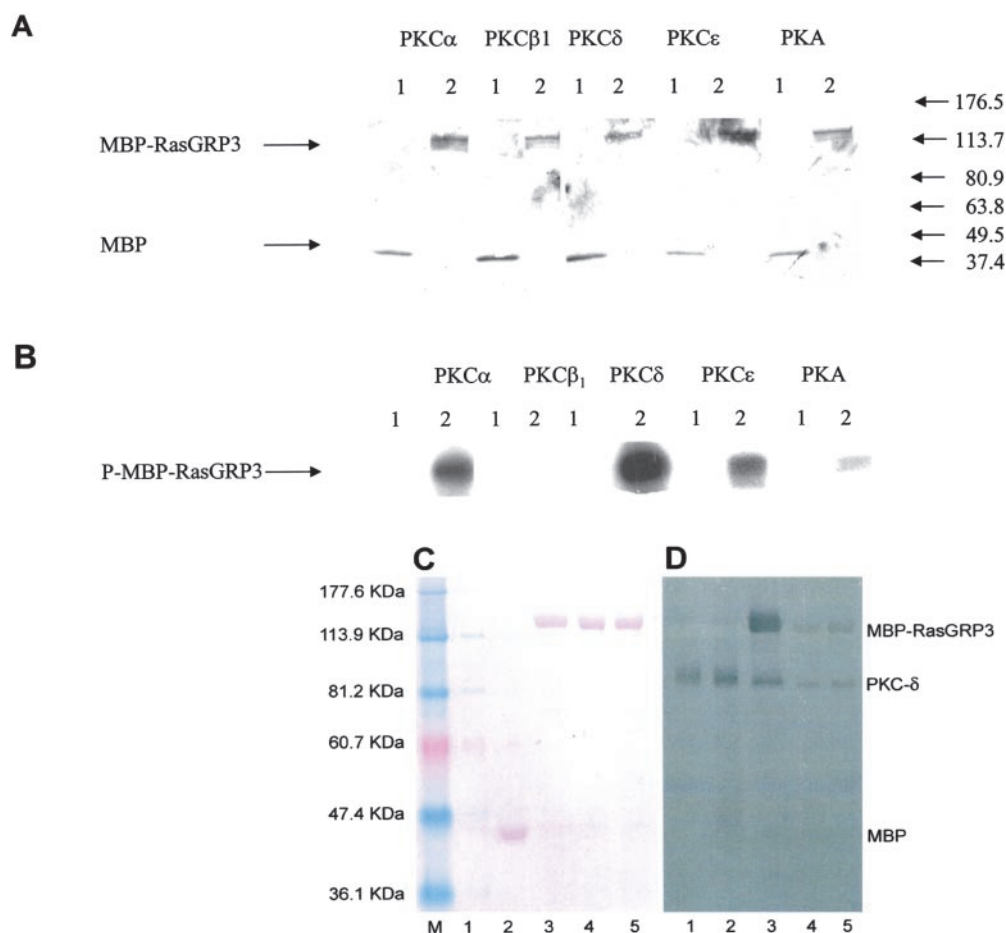 A
PKCα PKCβ1 PKCδ PKCε PKA
1 2 1 2 1 2 1 2 1 2
176.5
MBP-RasGRP3 113.7
80.9
63.8
MBP 49.5
37.4
B
PKCα PKCβ₁ PKCδ PKCε PKA
1 2 1 2 1 2 1 2 1 2
P-MBP-RasGRP3
C D
177.6 KDa
113.9 KDa MBP-RasGRP3
81.2 KDa PKC-δ
60.7 KDa
47.4 KDa
MBP
36.1 KDa
M 1 2 3 4 5 1 2 3 4 5